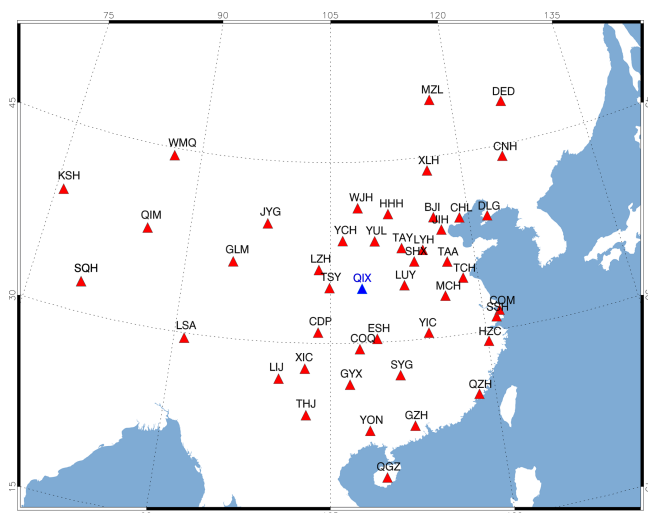 75 90 105 120 135
MZL DED
45
WMQ CNH
XLH
KSH
WJH HHH BJI CHL DLG
QIM JYG
YCH YUL TAY LYH
GLM SHX TAA
LZH TCH
SQH TSY QIX LUY MCH
30
COM
SSH
LSA CDP ESH YIC HZC
COQ
XIC
LIJ GYX SYG
QZH
THJ YON GZH
QGZ
15